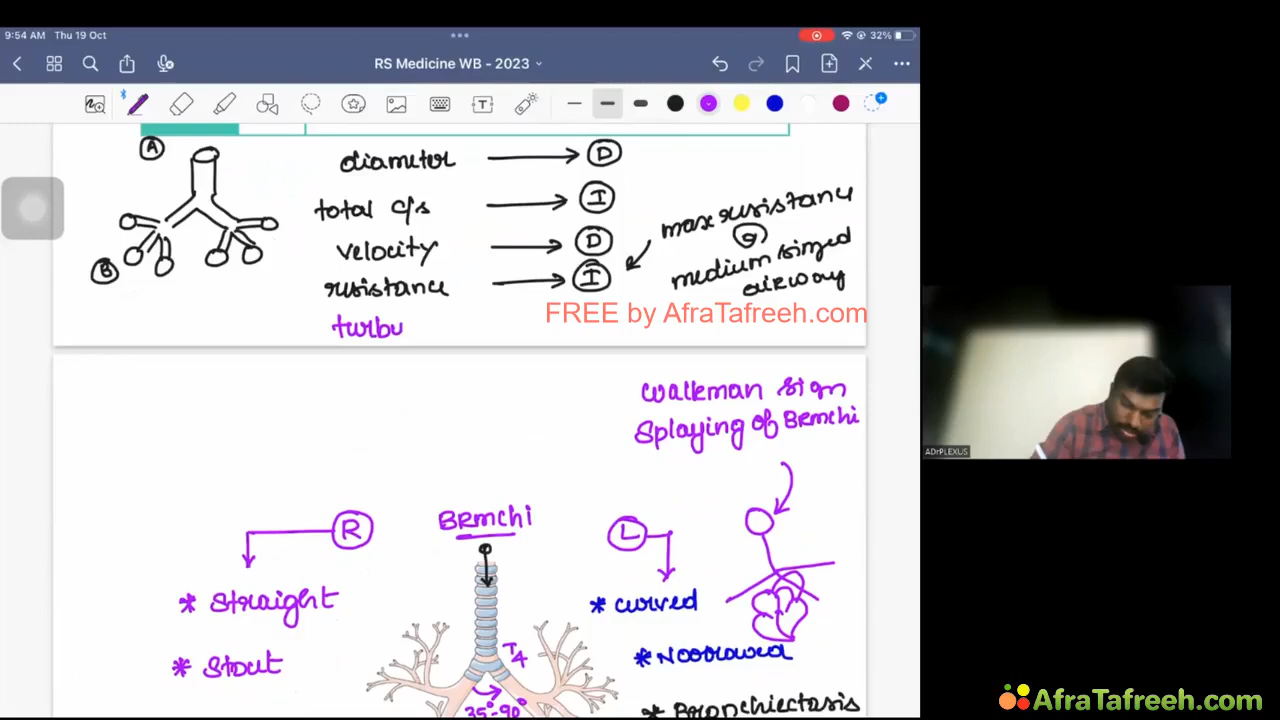 9:54 AM Thu 19 Oct
32%
RS Medicine WB - 2023
A
diameter D
total c/s I
velocity D
resistance I
B
max resistance
medium sized
airway
turbu
FREE by AfraTafreeh.com
Walkman sign
Splaying of Bronchi
R
Bronchi
L
* Straight
* curved
* Stout
* Narrowed
T4
35°-90°
* Bronchiectasis
ADrPLEXUS
AfraTafreeh.com